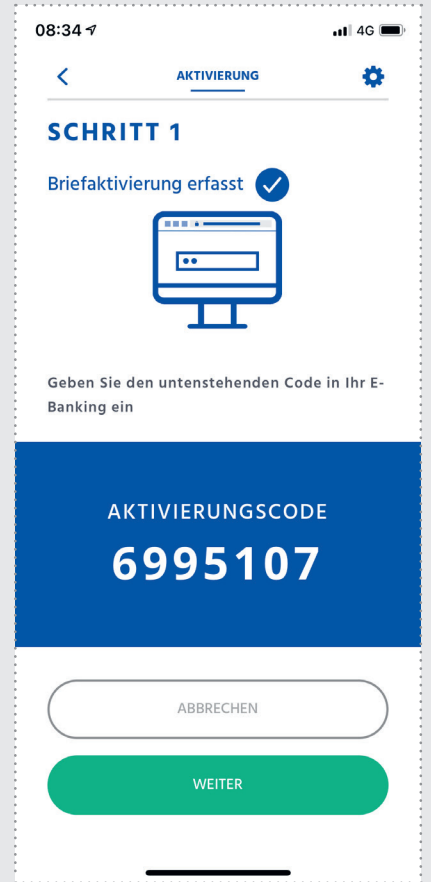 08:34
4G
AKTIVIERUNG
SCHRITT 1
Briefaktivierung erfasst
Geben Sie den untenstehenden Code in Ihr E-
Banking ein
AKTIVIERUNGSCODE
6995107
ABBRECHEN
WEITER